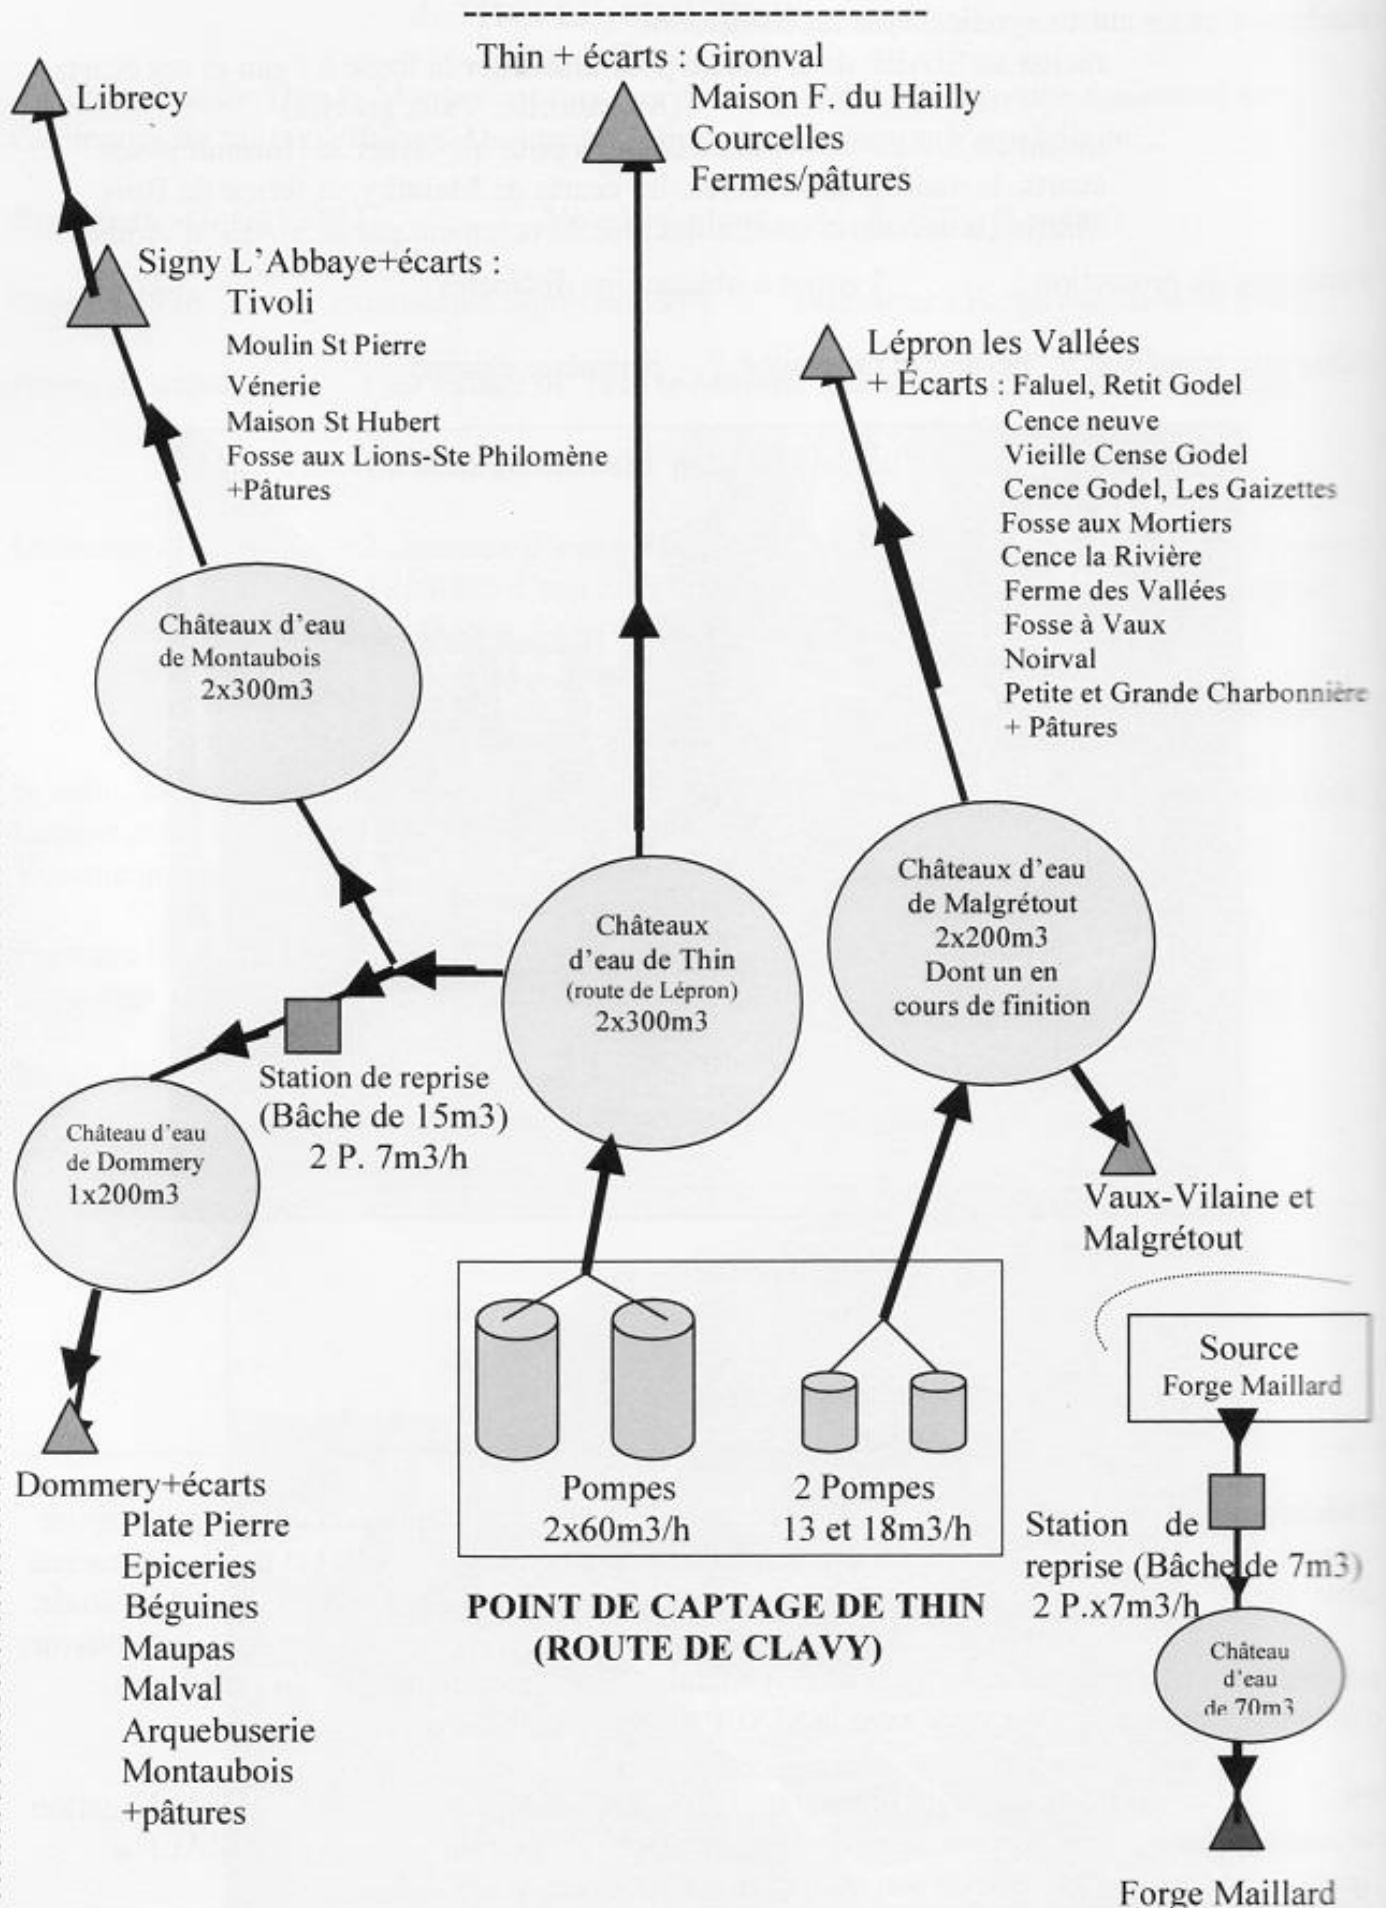 Thin + écarts : Gironval
Maison F. du Hailly
Courcelles
Fermes/pâtures
Librecy
Signy L'Abbaye+écarts :
Tivoli
Moulin St Pierre
Vénerie
Maison St Hubert
Fosse aux Lions-Ste Philomène
+Pâtures
Lépron les Vallées
+ Écarts : Faluel, Retit Godel
Cence neuve
Vieille Cense Godel
Cence Godel, Les Gaizettes
Fosse aux Mortiers
Cence la Rivière
Ferme des Vallées
Fosse à Vaux
Noirval
Petite et Grande Charbonnière
+ Pâtures
Châteaux d'eau
de Montaubois
2x300m3
Châteaux
d'eau de Thin
(route de Lépron)
2x300m3
Châteaux d'eau
de Malgrétout
2x200m3
Dont un en
cours de finition
Station de reprise
(Bâche de 15m3)
2 P. 7m3/h
Château d'eau
de Dommery
1x200m3
Vaux-Vilaine et
Malgrétout
Source
Forge Maillard
Dommery+écarts
Plate Pierre
Epiceries
Béguines
Maupas
Malval
Arquebuserie
Montaubois
+pâtures
Pompes
2x60m3/h
2 Pompes
13 et 18m3/h
POINT DE CAPTAGE DE THIN
(ROUTE DE CLAVY)
Station de
reprise (Bâche de 7m3)
2 P.x7m3/h
Château
d'eau
de 70m3
Forge Maillard